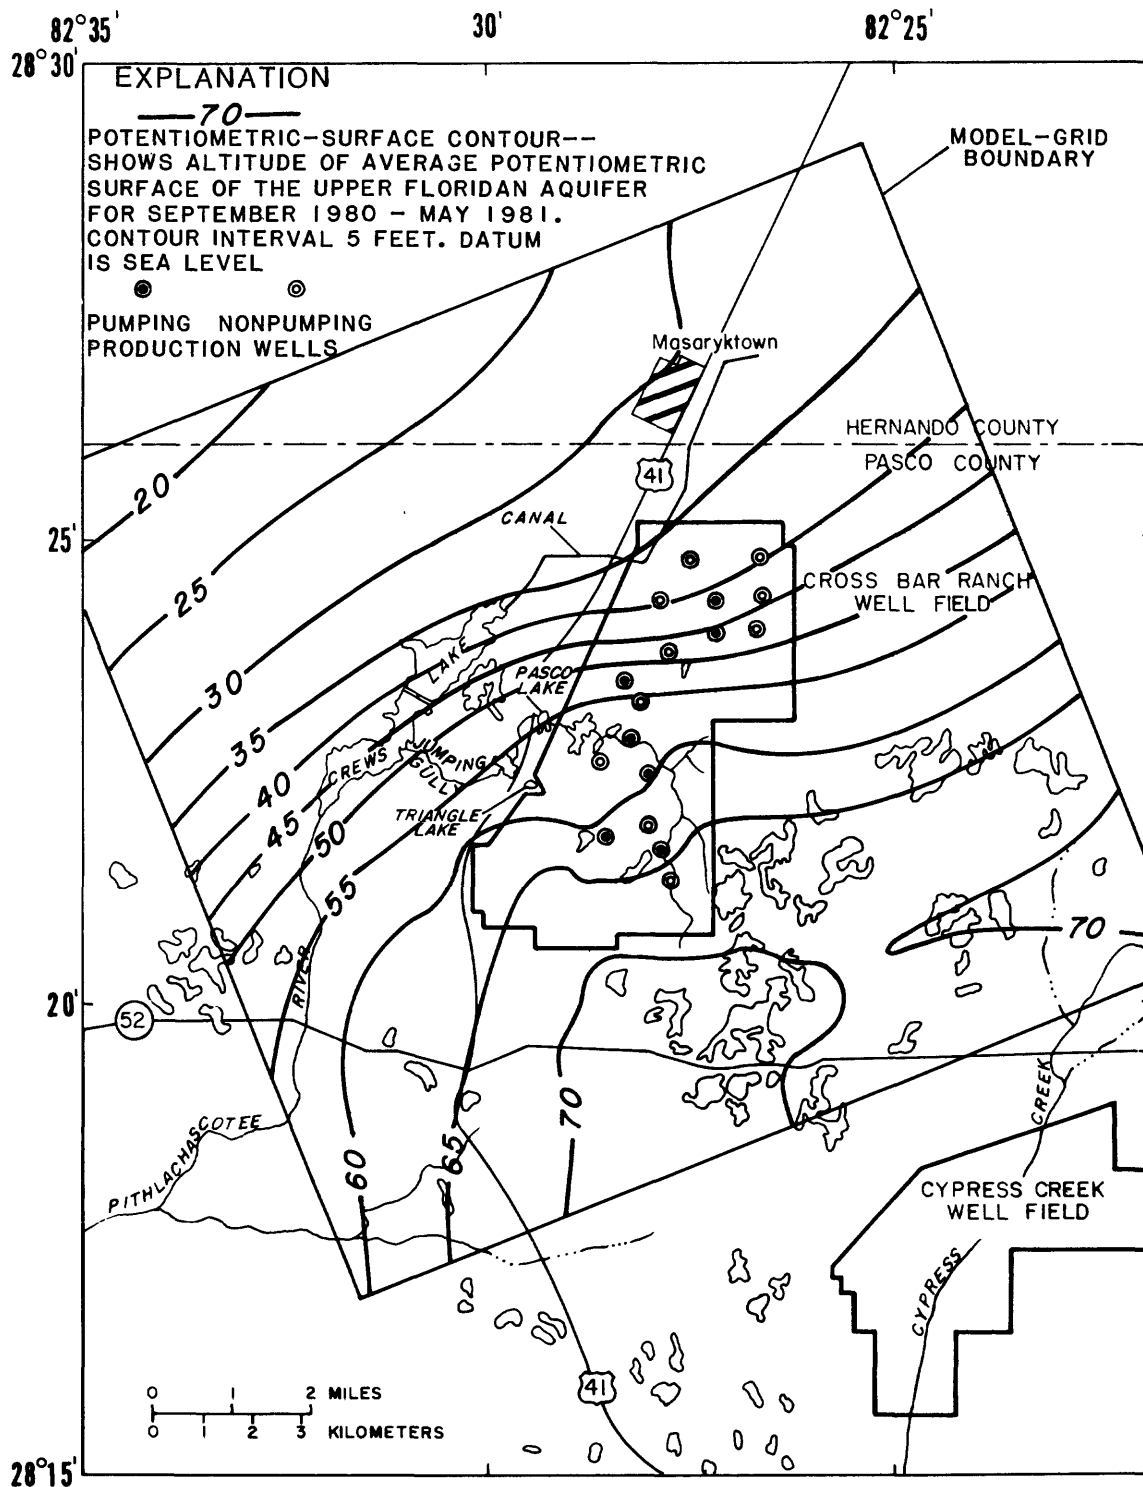 82°35'
30'
82°25'
28°30'
EXPLANATION
70
POTENTIOMETRIC-SURFACE CONTOUR--
SHOWS ALTITUDE OF AVERAGE POTENTIOMETRIC
SURFACE OF THE UPPER FLORIDAN AQUIFER
FOR SEPTEMBER 1980 - MAY 1981.
CONTOUR INTERVAL 5 FEET. DATUM
IS SEA LEVEL
PUMPING NONPUMPING
PRODUCTION WELLS
MODEL-GRID
BOUNDARY
Masaryktown
HERNANDO COUNTY
PASCO COUNTY
41
20
CANAL
25'
CROSS BAR RANCH
WELL FIELD
25
LAKE
PASCO
LAKE
30
35
CREWS
JUMPING
GULLY
40
TRIANGLE
LAKE
45
50
55
70
RIVER
20'
52
CREEK
70
PITHLACHASCOTEE
60
65
CYPRESS CREEK
WELL FIELD
CYPRESS
41
0 1 2 MILES
0 1 2 3 KILOMETERS
28°15'